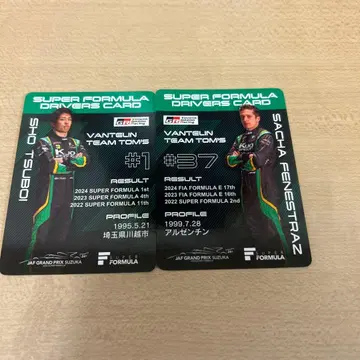 SUPER FORMULA
DRIVERS CARD
SHO TSUBOI
GR
VANTELIN
TEAM TOM'S
#1
RESULT
2024 SUPER FORMULA 1st
2023 SUPER FORMULA 4th
2022 SUPER FORMULA 11th
PROFILE
1995.5.21
埼玉県川越市
JAF GRAND PRIX SUZUKA
SUPER
FORMULA
SUPER FORMULA
DRIVERS CARD
SACHA FENESTRAZ
GR
VANTELIN
TEAM TOM'S
#37
RESULT
2024 FIA FORMULA E 17th
2023 FIA FORMULA E 16th
2022 SUPER FORMULA 2nd
PROFILE
1999.7.28
アルゼンチン
JAF GRAND PRIX SUZUKA
SUPER
FORMULA